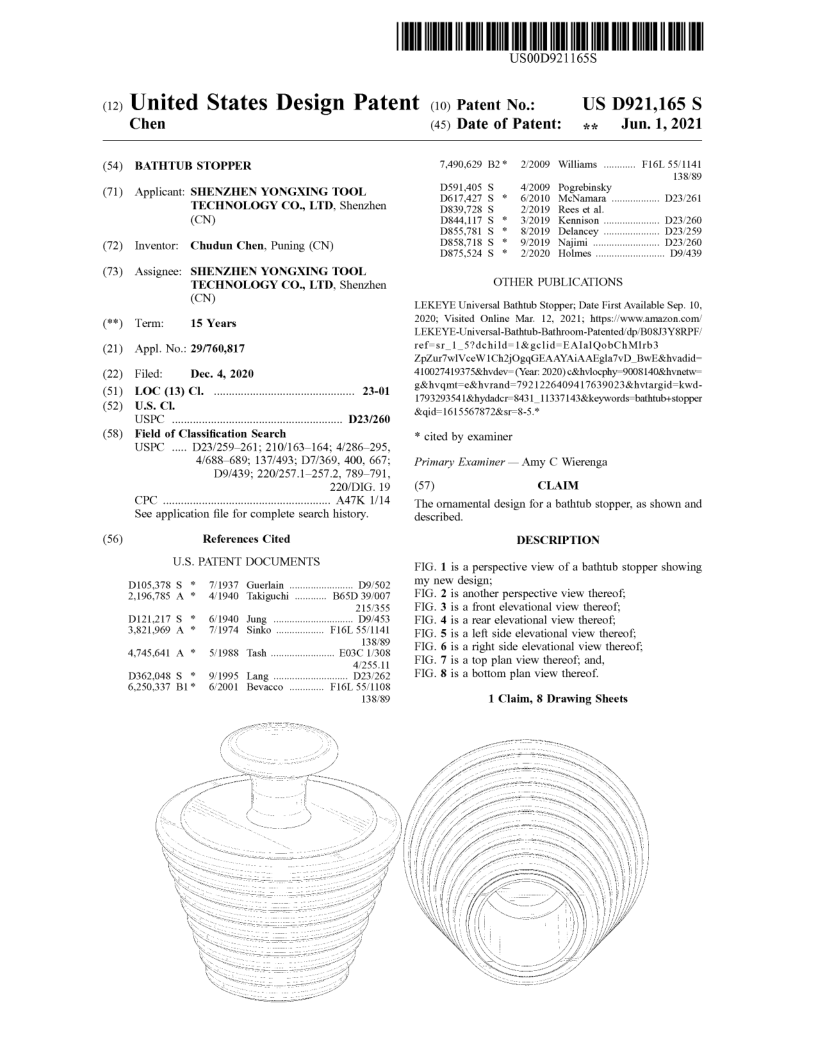 US00D921165S
(12) United States Design Patent
Chen
(10) Patent No.: US D921,165 S
(45) Date of Patent: ** Jun. 1, 2021
(54) BATHTUB STOPPER
(71) Applicant: SHENZHEN YONGXING TOOL
TECHNOLOGY CO., LTD, Shenzhen
(CN)
(72) Inventor: Chudun Chen, Puning (CN)
(73) Assignee: SHENZHEN YONGXING TOOL
TECHNOLOGY CO., LTD, Shenzhen
(CN)
(**) Term: 15 Years
(21) Appl. No.: 29/760,817
(22) Filed: Dec. 4, 2020
(51) LOC (13) Cl. ................................................ 23-01
(52) U.S. Cl.
USPC .......................................................... D23/260
(58) Field of Classification Search
USPC ..... D23/259–261; 210/163–164; 4/286–295,
4/688–689; 137/493; D7/369, 400, 667;
D9/439; 220/257.1–257.2, 789–791,
220/DIG. 19
CPC ......................................................... A47K 1/14
See application file for complete search history.
(56) References Cited
U.S. PATENT DOCUMENTS
D105,378 S * 7/1937 Guerlain ........................ D9/502
2,196,785 A * 4/1940 Takiguchi ............ B65D 39/007
215/355
D121,217 S * 6/1940 Jung .............................. D9/453
3,821,969 A * 7/1974 Sinko .................. F16L 55/1141
138/89
4,745,641 A * 5/1988 Tash ........................ E03C 1/308
4/255.11
D362,048 S * 9/1995 Lang ............................ D23/262
6,250,337 B1 * 6/2001 Bevacco ............. F16L 55/1108
138/89
7,490,629 B2 * 2/2009 Williams ............ F16L 55/1141
138/89
D591,405 S 4/2009 Pogrebinsky
D617,427 S * 6/2010 McNamara .................. D23/261
D839,728 S 2/2019 Rees et al.
D844,117 S * 3/2019 Kennison ..................... D23/260
D855,781 S * 8/2019 Delancey ..................... D23/259
D858,718 S * 9/2019 Najimi ......................... D23/260
D875,524 S * 2/2020 Holmes .......................... D9/439
OTHER PUBLICATIONS
LEKEYE Universal Bathtub Stopper; Date First Available Sep. 10,
2020; Visited Online Mar. 12, 2021; https://www.amazon.com/
LEKEYE-Universal-Bathtub-Bathroom-Patented/dp/B08J3Y8RPF/
ref=sr_1_5?dchild=1&gclid=EAIaIQobChMIrb3
ZpZur7wIVceW1Ch2jOgqGEAAYAiAAEgIa7vD_BwE&hvadid=
410027419375&hvdev= (Year: 2020) c&hvlocphy=9008140&hvnetw=
g&hvqmt=e&hvrand=7921226409417639023&hvtargid=kwd-
1793293541&hydadcr=8431_11337143&keywords=bathtub+stopper
&qid=1615567872&sr=8-5.*
* cited by examiner
Primary Examiner — Amy C Wierenga
(57) CLAIM
The ornamental design for a bathtub stopper, as shown and
described.
DESCRIPTION
FIG. 1 is a perspective view of a bathtub stopper showing
my new design;
FIG. 2 is another perspective view thereof;
FIG. 3 is a front elevational view thereof;
FIG. 4 is a rear elevational view thereof;
FIG. 5 is a left side elevational view thereof;
FIG. 6 is a right side elevational view thereof;
FIG. 7 is a top plan view thereof; and,
FIG. 8 is a bottom plan view thereof.
1 Claim, 8 Drawing Sheets